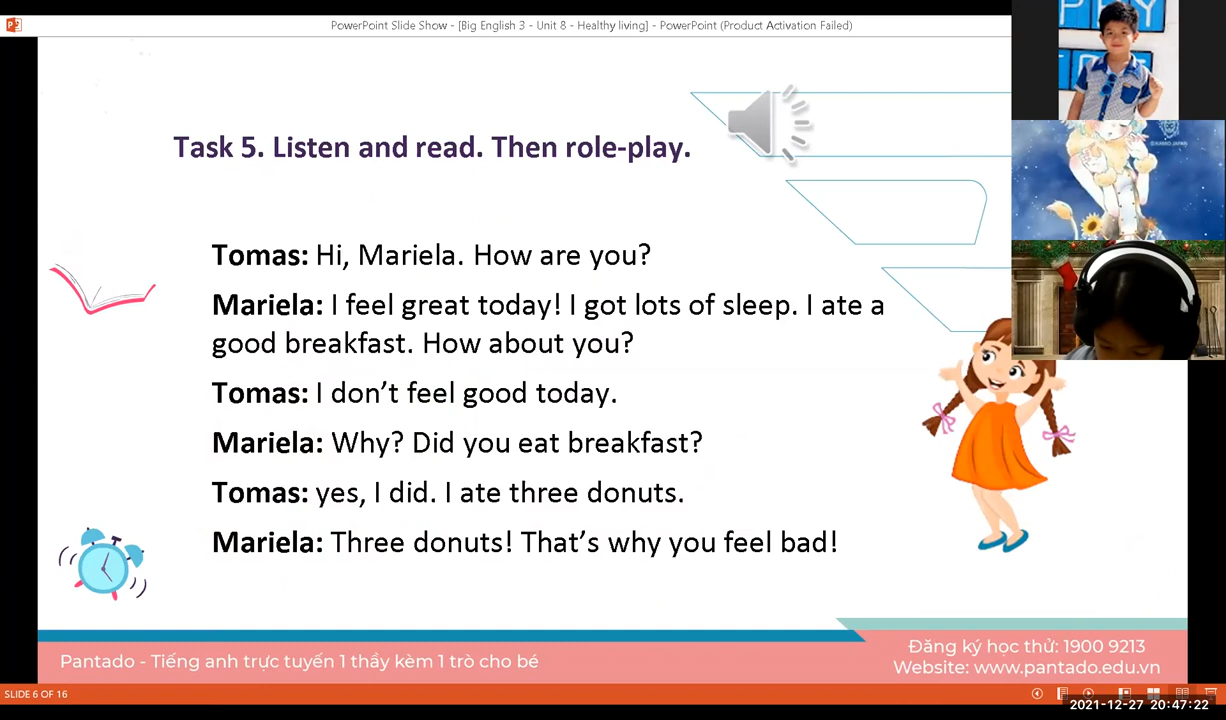 PowerPoint Slide Show - [Big English 3 - Unit 8 - Healthy living] - PowerPoint (Product Activation Failed)
Task 5. Listen and read. Then role-play.
Tomas: Hi, Mariela. How are you?
Mariela: I feel great today! I got lots of sleep. I ate a
good breakfast. How about you?
Tomas: I don't feel good today.
Mariela: Why? Did you eat breakfast?
Tomas: yes, I did. I ate three donuts.
Mariela: Three donuts! That's why you feel bad!
Pantado - Tiếng anh trực tuyến 1 thầy kèm 1 trò cho bé
Đăng ký học thử: 1900 9213
Website: www.pantado.edu.vn
SLIDE 6 OF 16
2021-12-27 20:47:22